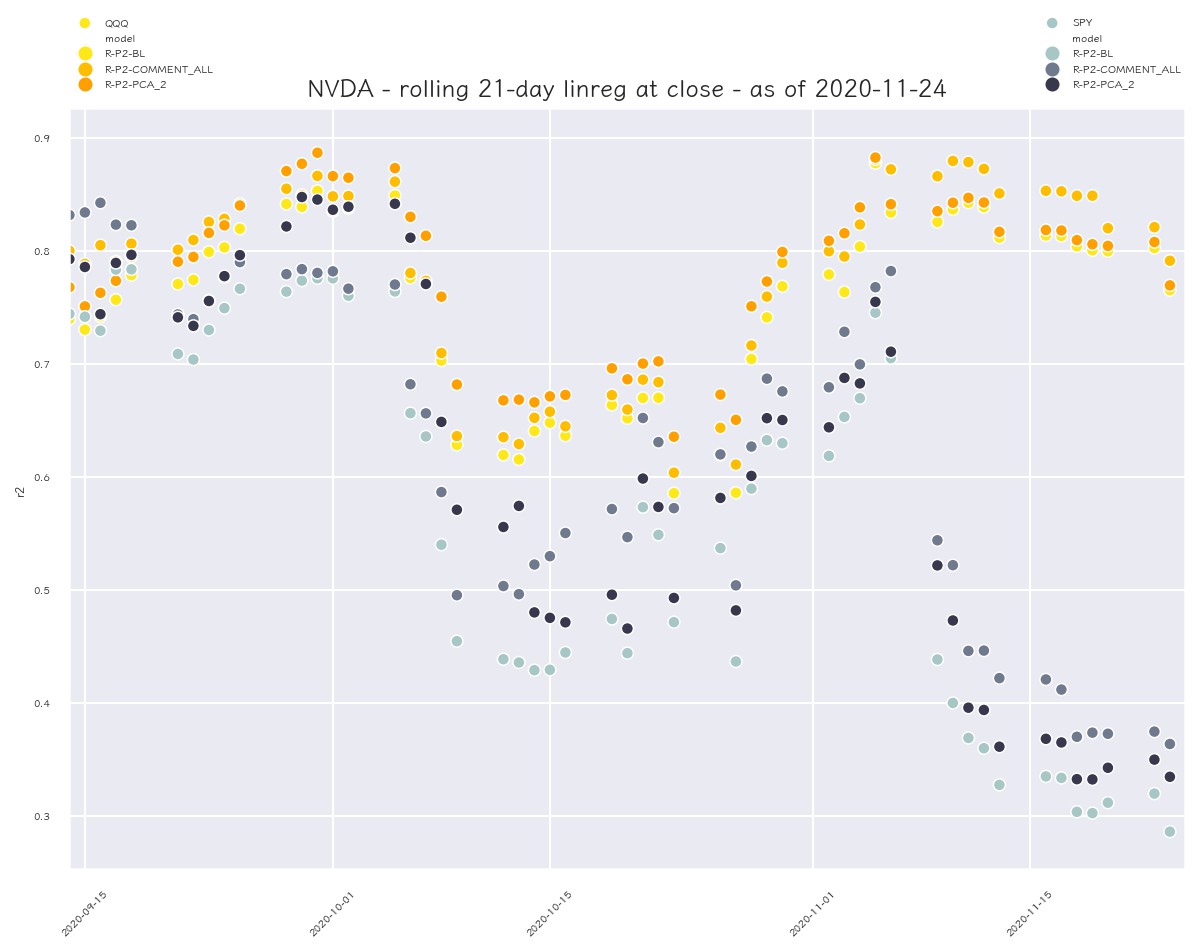 QQQ
model
R-P2-BL
R-P2-COMMENT_ALL
R-P2-PCA_2
SPY
model
R-P2-BL
R-P2-COMMENT_ALL
R-P2-PCA_2
NVDA - rolling 21-day linreg at close - as of 2020-11-24
0.9
0.8
0.7
0.6
0.5
0.4
0.3
r2
2020-09-15
2020-10-01
2020-10-15
2020-11-01
2020-11-15